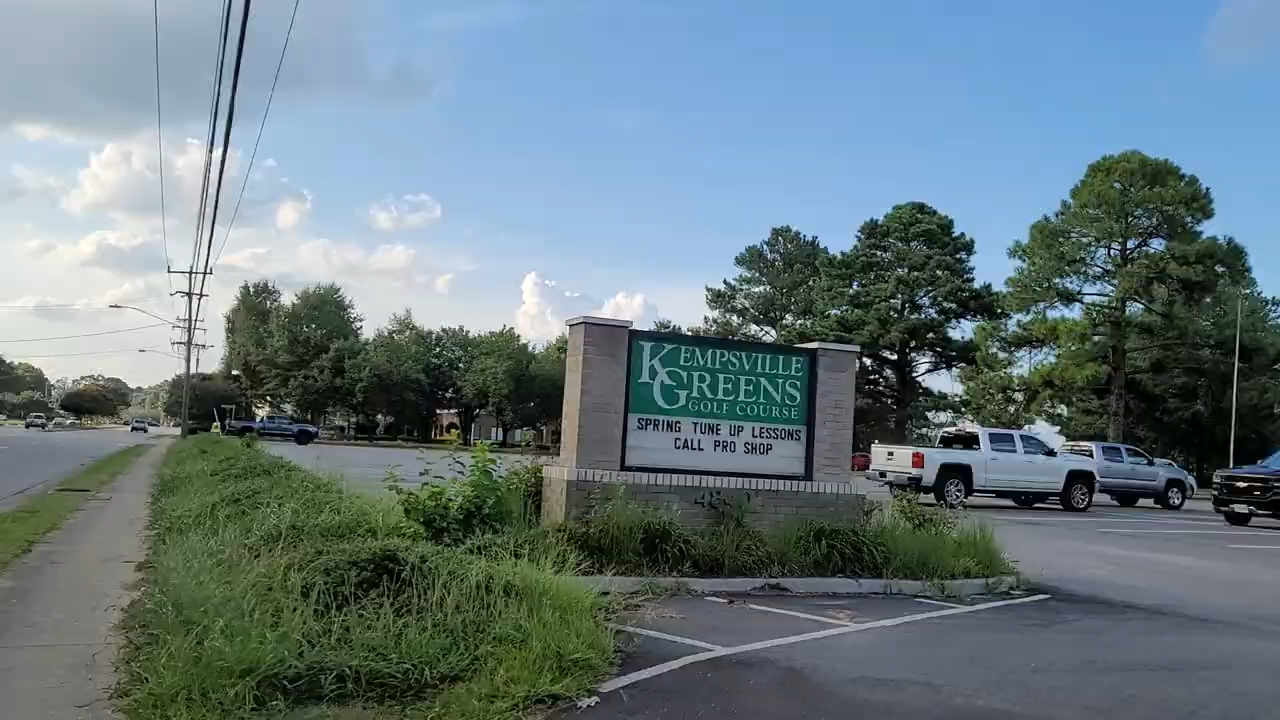 KEMPSVILLE
GREENS
GOLF COURSE
SPRING TUNE UP LESSONS
CALL PRO SHOP